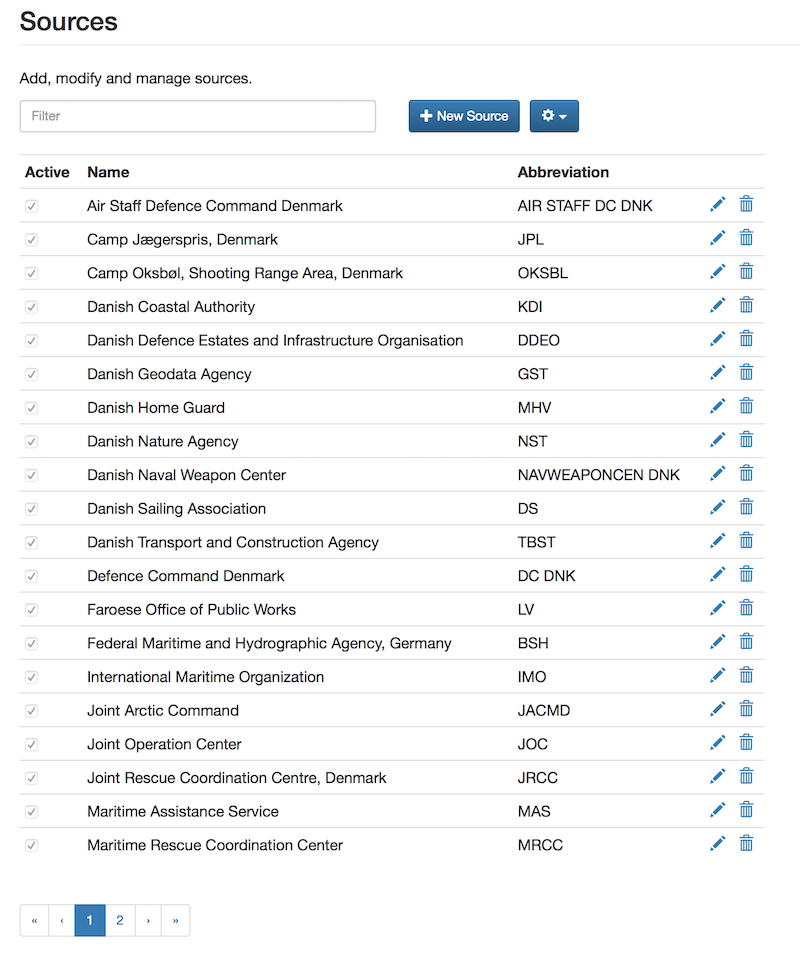 Sources
Add, modify and manage sources.
Filter
New Source
Active Name Abbreviation
Air Staff Defence Command Denmark AIR STAFF DC DNK
Camp Jægerspris, Denmark JPL
Camp Oksbøl, Shooting Range Area, Denmark OKSBL
Danish Coastal Authority KDI
Danish Defence Estates and Infrastructure Organisation DDEO
Danish Geodata Agency GST
Danish Home Guard MHV
Danish Nature Agency NST
Danish Naval Weapon Center NAVWEAPONCEN DNK
Danish Sailing Association DS
Danish Transport and Construction Agency TBST
Defence Command Denmark DC DNK
Faroese Office of Public Works LV
Federal Maritime and Hydrographic Agency, Germany BSH
International Maritime Organization IMO
Joint Arctic Command JACMD
Joint Operation Center JOC
Joint Rescue Coordination Centre, Denmark JRCC
Maritime Assistance Service MAS
Maritime Rescue Coordination Center MRCC
« ‹ 1 2 › »